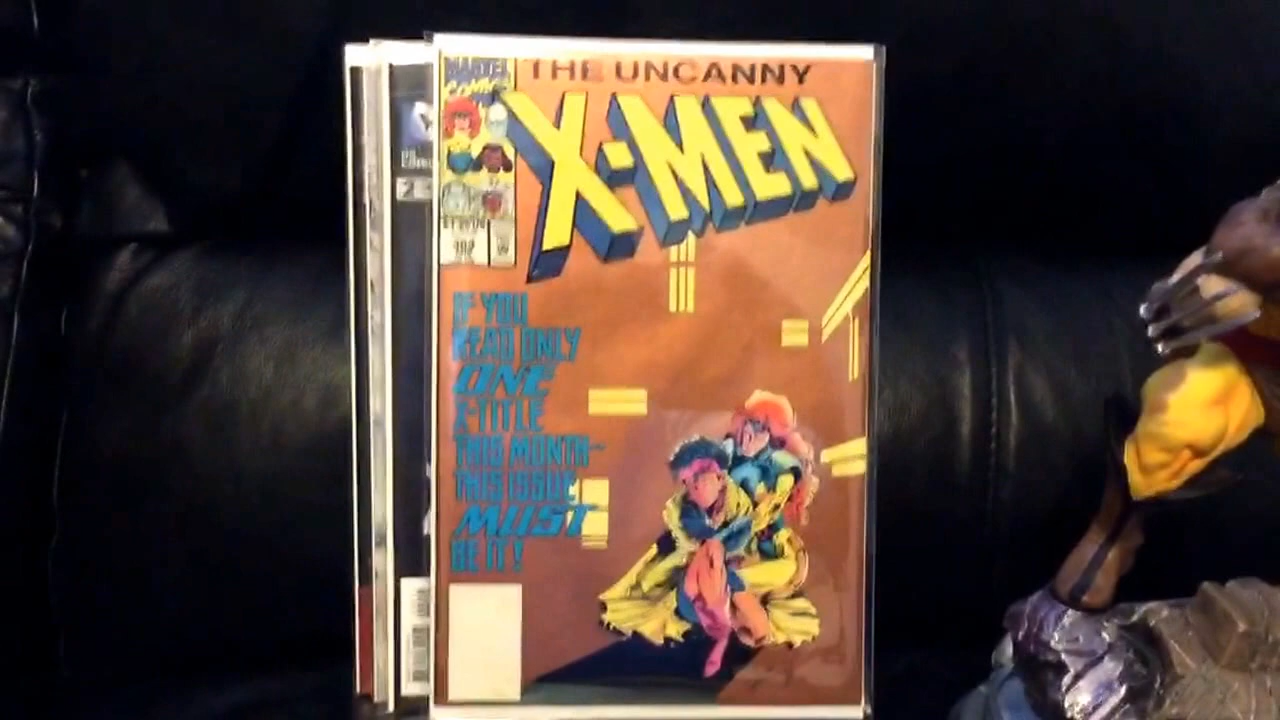 MARVEL
COMICS
THE UNCANNY
X-MEN
IF YOU
READ ONLY
ONE
X-TITLE
THIS MONTH--
THIS ISSUE
MUST
BE IT!